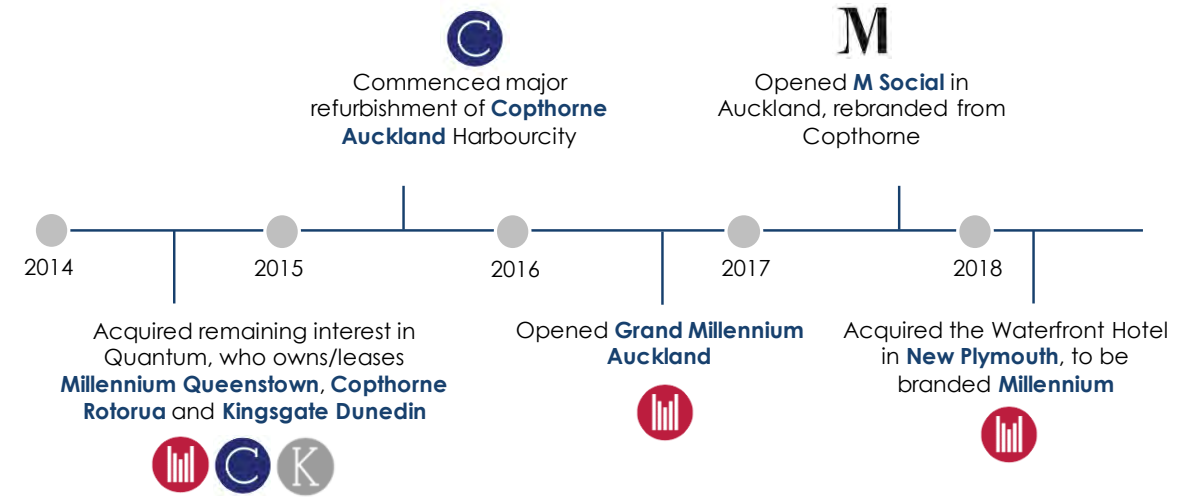 C
Commenced major
refurbishment of Copthorne
Auckland Harbourcity
M
Opened M Social in
Auckland, rebranded from
Copthorne
2014
2015
2016
2017
2018
Acquired remaining interest in
Quantum, who owns/leases
Millennium Queenstown, Copthorne
Rotorua and Kingsgate Dunedin
C K
Opened Grand Millennium
Auckland
Acquired the Waterfront Hotel
in New Plymouth, to be
branded Millennium